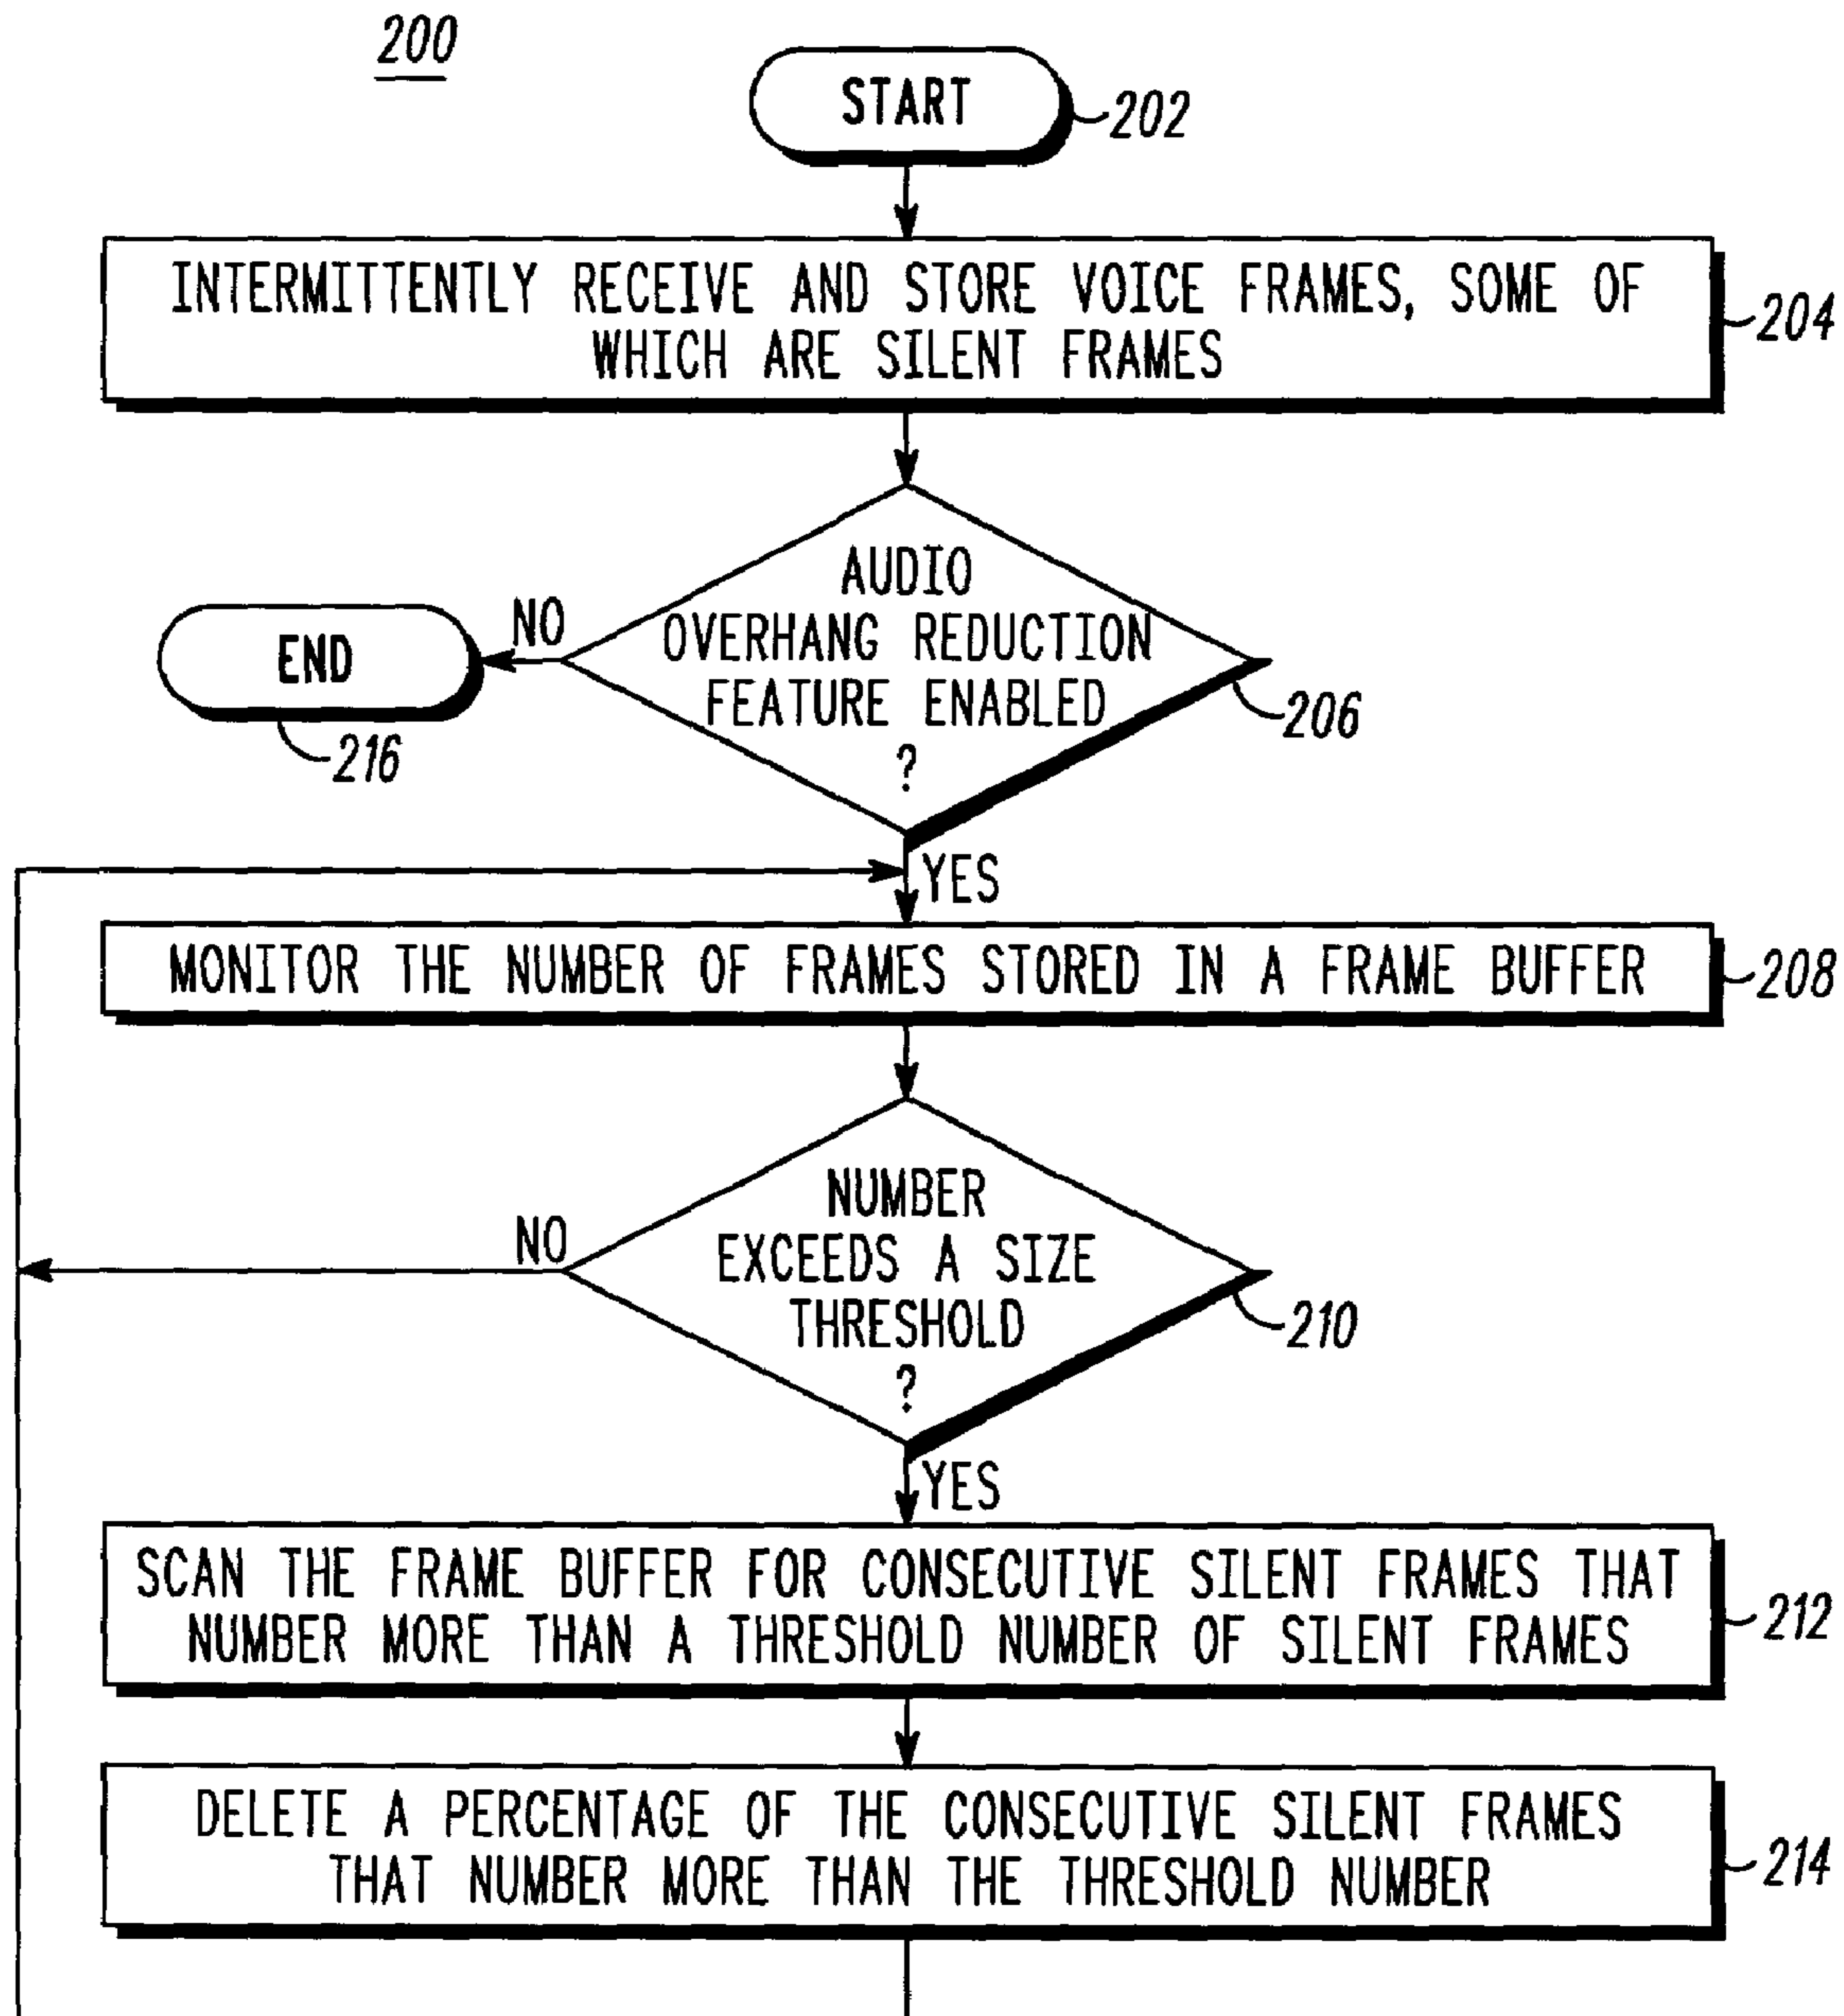 200
START
202
INTERMITTENTLY RECEIVE AND STORE VOICE FRAMES, SOME OF
WHICH ARE SILENT FRAMES
204
AUDIO
OVERHANG REDUCTION
FEATURE ENABLED
?
206
NO
END
216
YES
MONITOR THE NUMBER OF FRAMES STORED IN A FRAME BUFFER
208
NUMBER
EXCEEDS A SIZE
THRESHOLD
?
210
NO
YES
SCAN THE FRAME BUFFER FOR CONSECUTIVE SILENT FRAMES THAT
NUMBER MORE THAN A THRESHOLD NUMBER OF SILENT FRAMES
212
DELETE A PERCENTAGE OF THE CONSECUTIVE SILENT FRAMES
THAT NUMBER MORE THAN THE THRESHOLD NUMBER
214